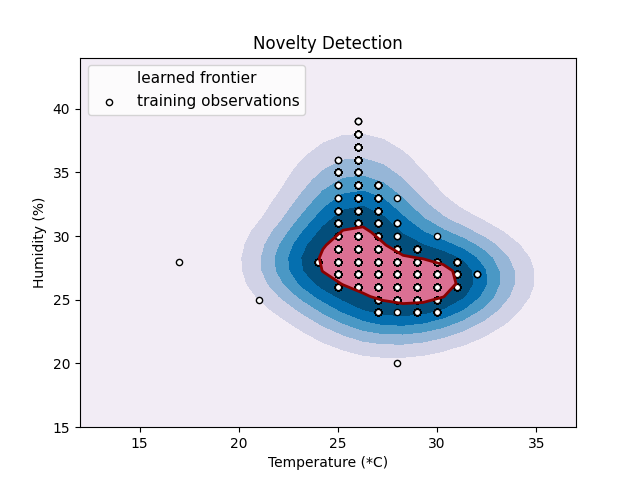 Novelty Detection
learned frontier
training observations
Humidity (%)
40
35
30
25
20
15
15 20 25 30 35
Temperature (*C)